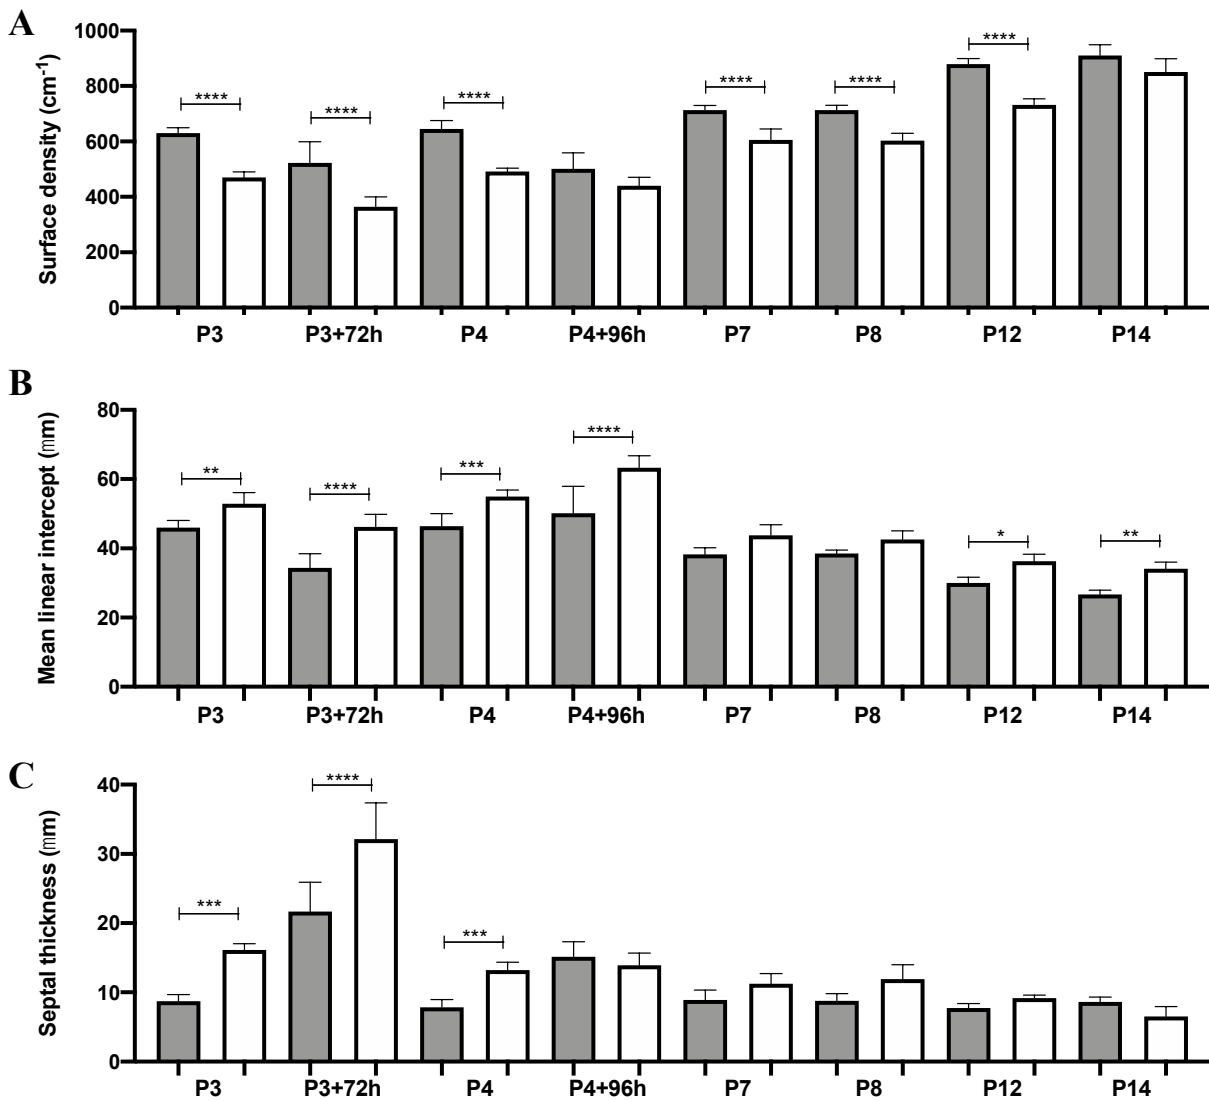 A
Surface density (cm-1)
1000
800
600
400
200
0
**** **** **** **** **** ****
P3 P3+72h P4 P4+96h P7 P8 P12 P14
B
Mean linear intercept (mm)
80
60
40
20
0
** **** *** **** * **
P3 P3+72h P4 P4+96h P7 P8 P12 P14
C
Septal thickness (mm)
40
30
20
10
0
*** **** ***
P3 P3+72h P4 P4+96h P7 P8 P12 P14